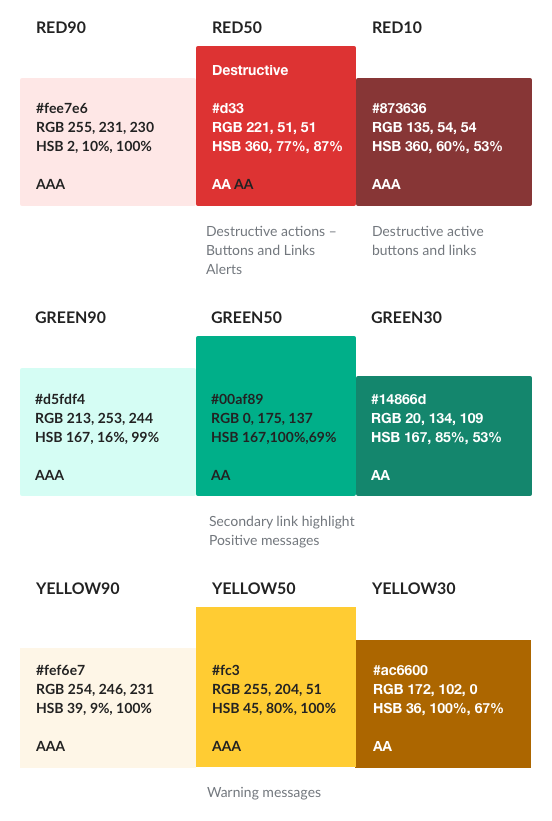 RED90
RED50
RED10
#fee7e6
RGB 255, 231, 230
HSB 2, 10%, 100%
AAA
Destructive
#d33
RGB 221, 51, 51
HSB 360, 77%, 87%
AA AA
#873636
RGB 135, 54, 54
HSB 360, 60%, 53%
AAA
Destructive actions –
Buttons and Links
Alerts
Destructive active
buttons and links
GREEN90
GREEN50
GREEN30
#d5fdf4
RGB 213, 253, 244
HSB 167, 16%, 99%
AAA
#00af89
RGB 0, 175, 137
HSB 167,100%,69%
AA
#14866d
RGB 20, 134, 109
HSB 167, 85%, 53%
AA
Secondary link highlight
Positive messages
YELLOW90
YELLOW50
YELLOW30
#fef6e7
RGB 254, 246, 231
HSB 39, 9%, 100%
AAA
#fc3
RGB 255, 204, 51
HSB 45, 80%, 100%
AAA
#ac6600
RGB 172, 102, 0
HSB 36, 100%, 67%
AA
Warning messages